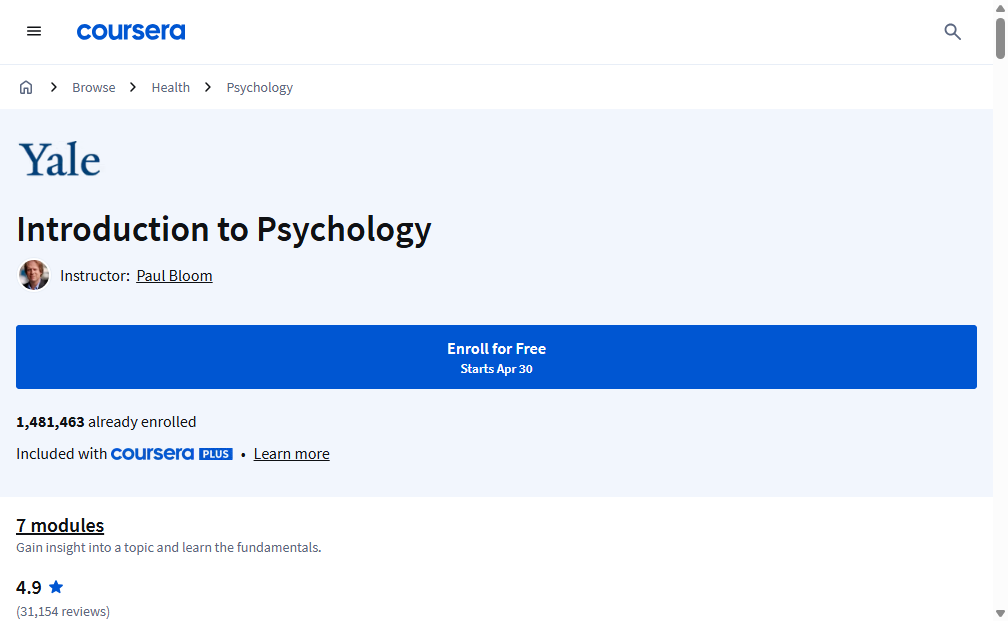 coursera
Browse Health Psychology
Yale
Introduction to Psychology
Instructor: Paul Bloom
Enroll for Free
Starts Apr 30
1,481,463 already enrolled
Included with coursera PLUS • Learn more
7 modules
Gain insight into a topic and learn the fundamentals.
4.9
(31,154 reviews)